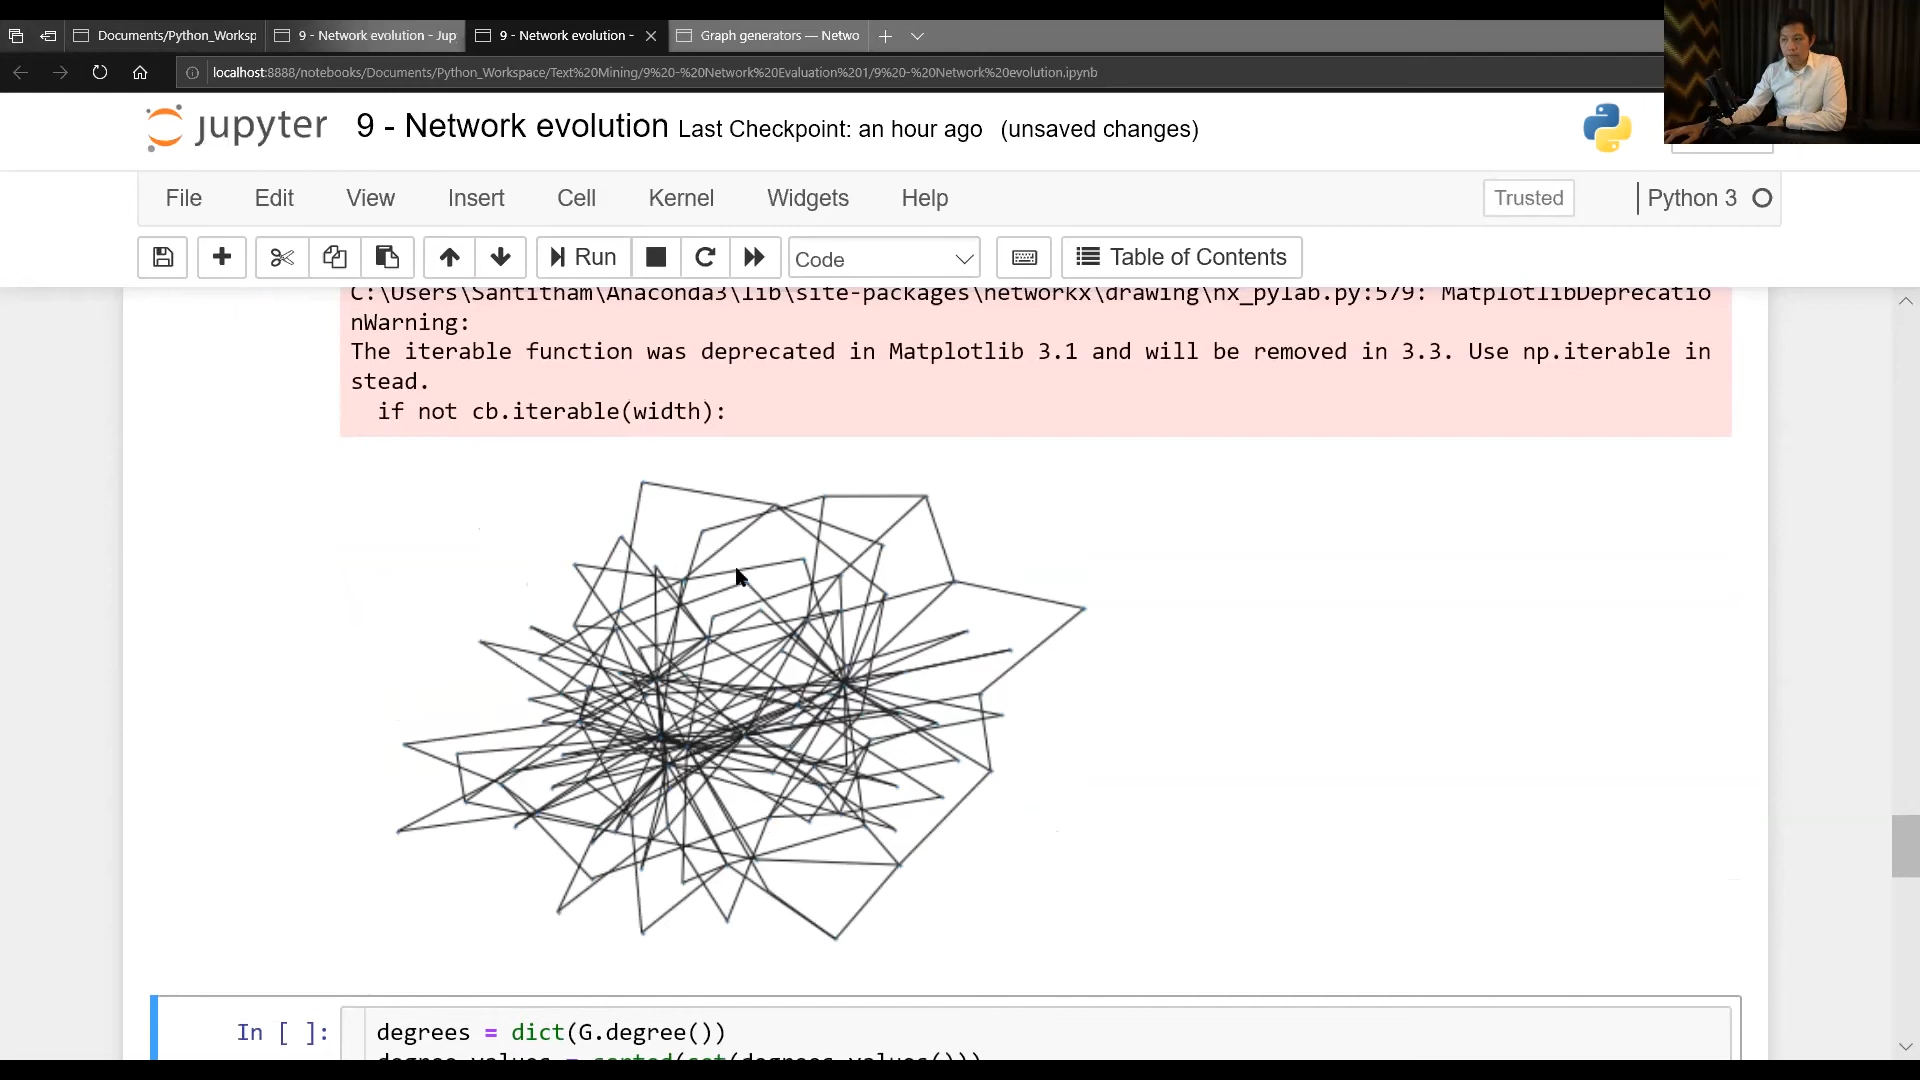 Documents/Python_Worksp
9 - Network evolution - Jup
9 - Network evolution -
Graph generators — Netwo
localhost:8888/notebooks/Documents/Python_Workspace/Text%20Mining/9%20-%20Network%20Evaluation%201/9%20-%20Network%20evolution.ipynb
jupyter 9 - Network evolution Last Checkpoint: an hour ago (unsaved changes)
File Edit View Insert Cell Kernel Widgets Help Trusted Python 3
Run Code Table of Contents
C:\Users\Santitham\Anaconda3\lib\site-packages\networkx\drawing\nx_pylab.py:579: MatplotlibDeprecatio
nWarning:
The iterable function was deprecated in Matplotlib 3.1 and will be removed in 3.3. Use np.iterable in
stead.
if not cb.iterable(width):
In [ ]: degrees = dict(G.degree())
degree_values = sorted(set(degrees.values()))